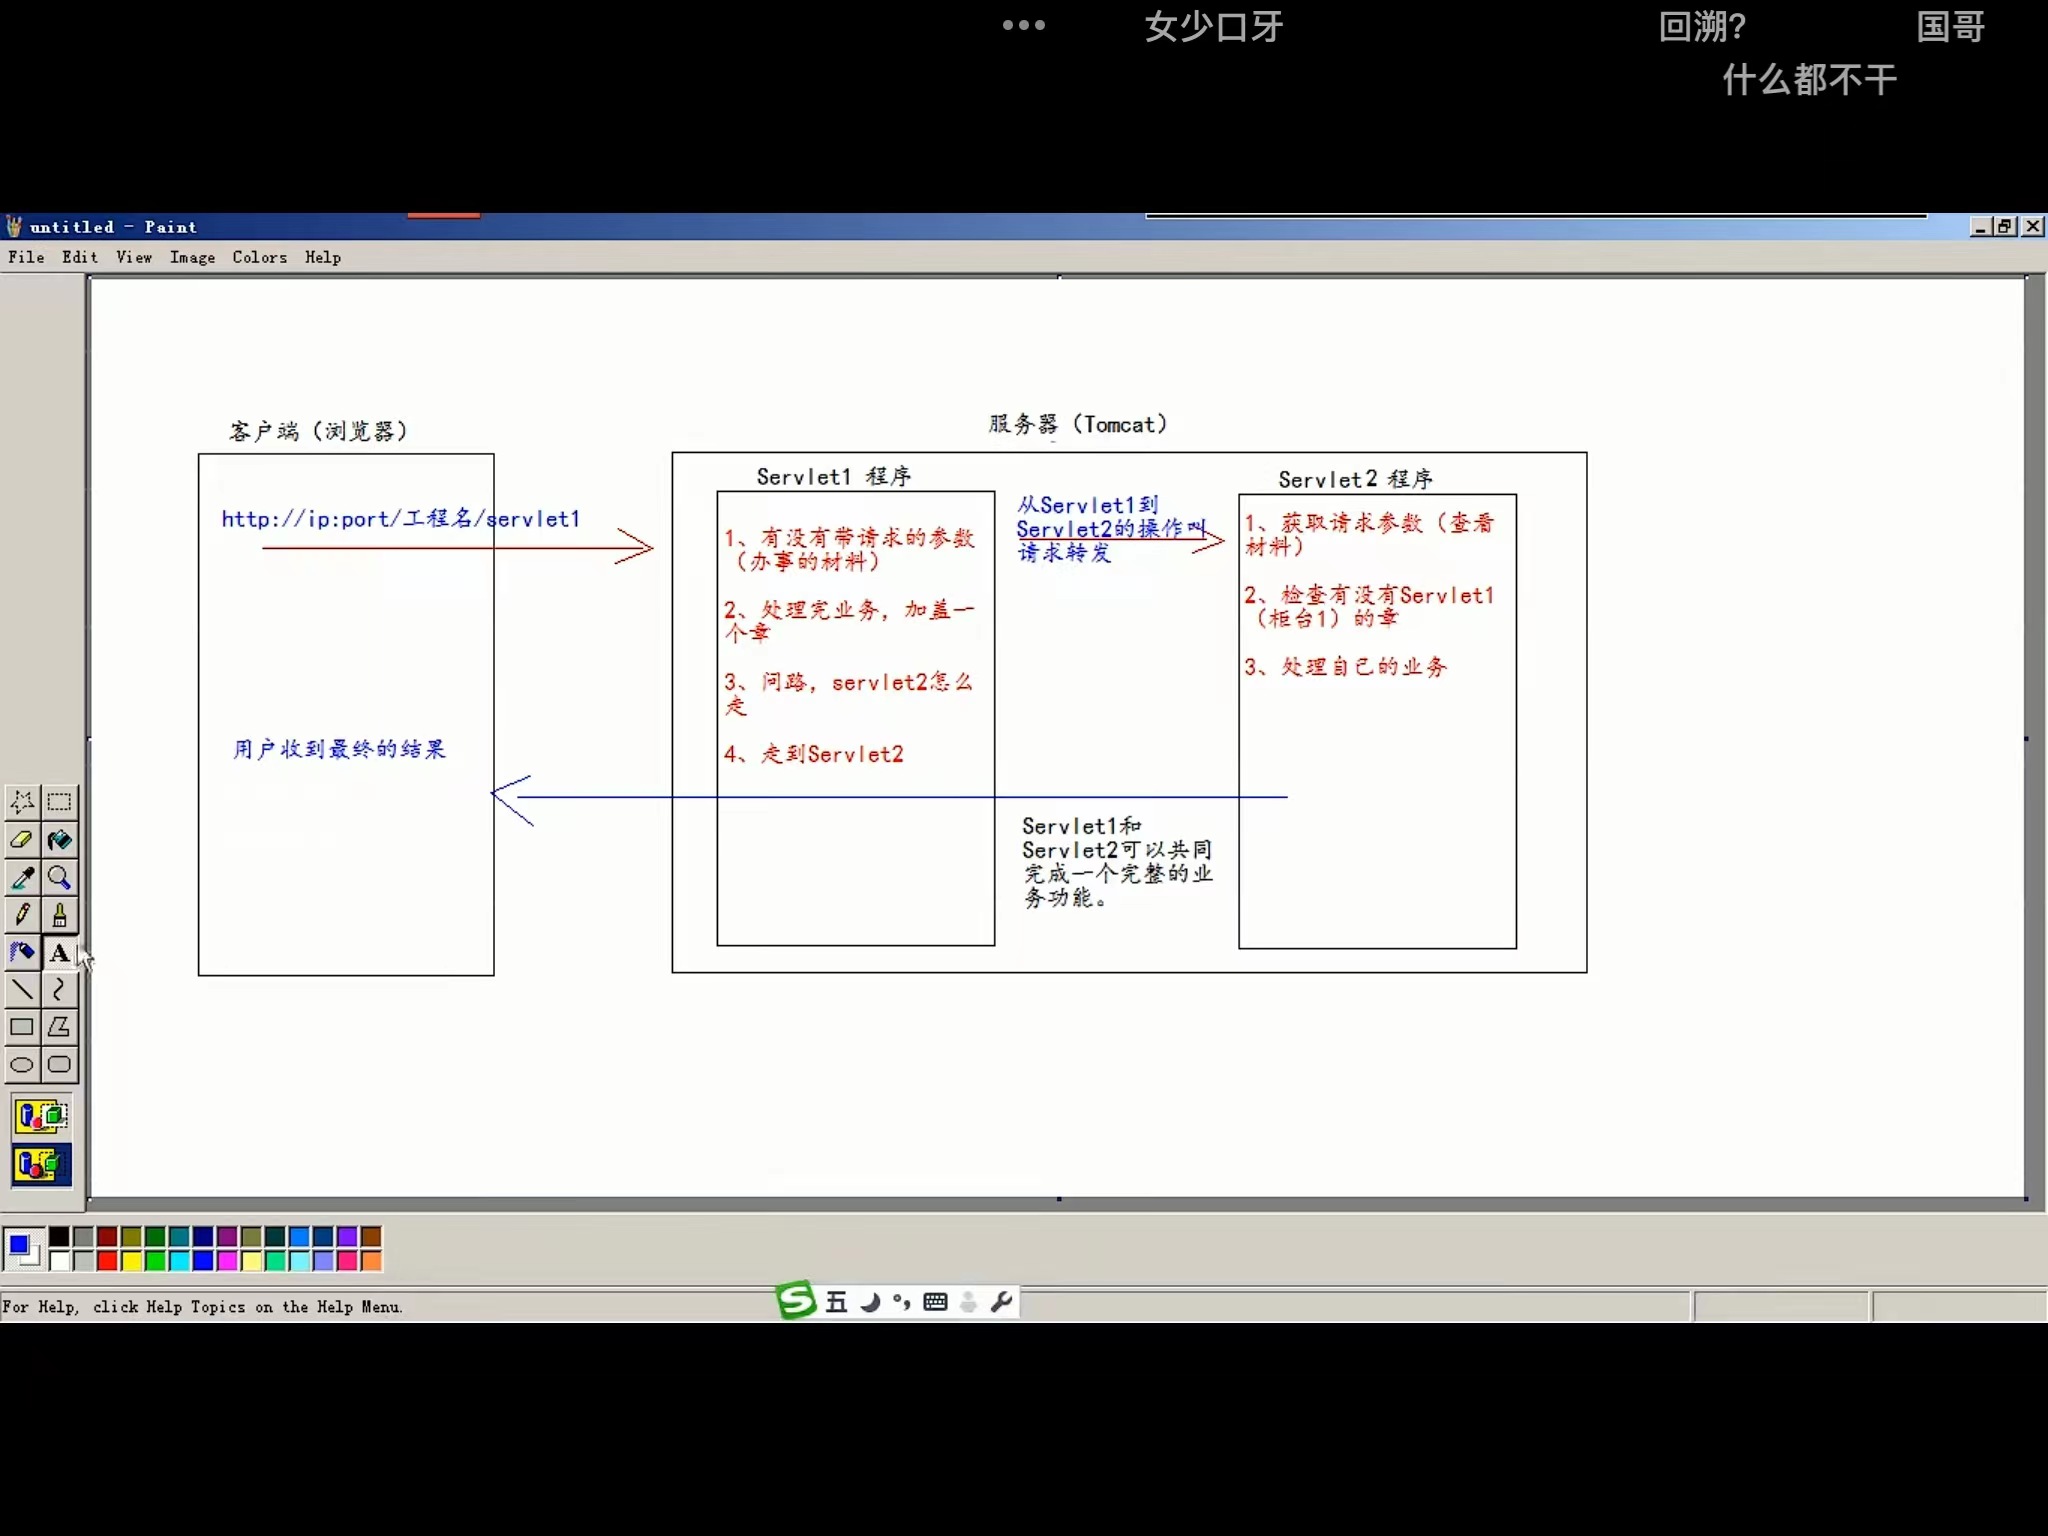 ••• 女少口牙 回溯? 国哥
什么都不干
untitled - Paint
File Edit View Image Colors Help
客户端（浏览器）
http://ip:port/工程名/servlet1
用户收到最终的结果
服务器（Tomcat）
Servlet1 程序
1、有没有带请求的参数
（办事的材料）
2、处理完业务，加盖一
个章
3、问路，servlet2怎么
走
4、走到Servlet2
从Servlet1到
Servlet2的操作叫
请求转发
Servlet1和
Servlet2可以共同
完成一个完整的业
务功能。
Servlet2 程序
1、获取请求参数（查看
材料）
2、检查有没有Servlet1
（柜台1）的章
3、处理自己的业务
A
For Help, click Help Topics on the Help Menu.
S 五